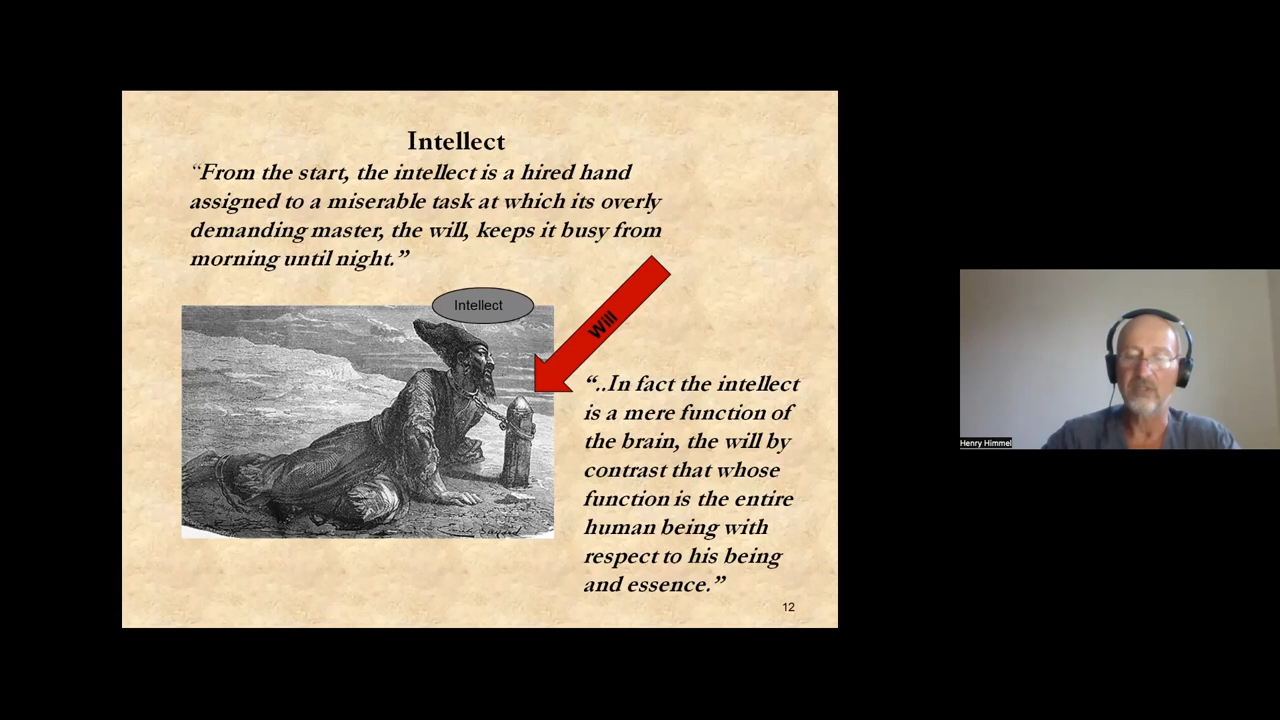 Intellect
“From the start, the intellect is a hired hand
assigned to a miserable task at which its overly
demanding master, the will, keeps it busy from
morning until night.”
Intellect
Will
“..In fact the intellect
is a mere function of
the brain, the will by
contrast that whose
function is the entire
human being with
respect to his being
and essence.”
12
Henry Himmel